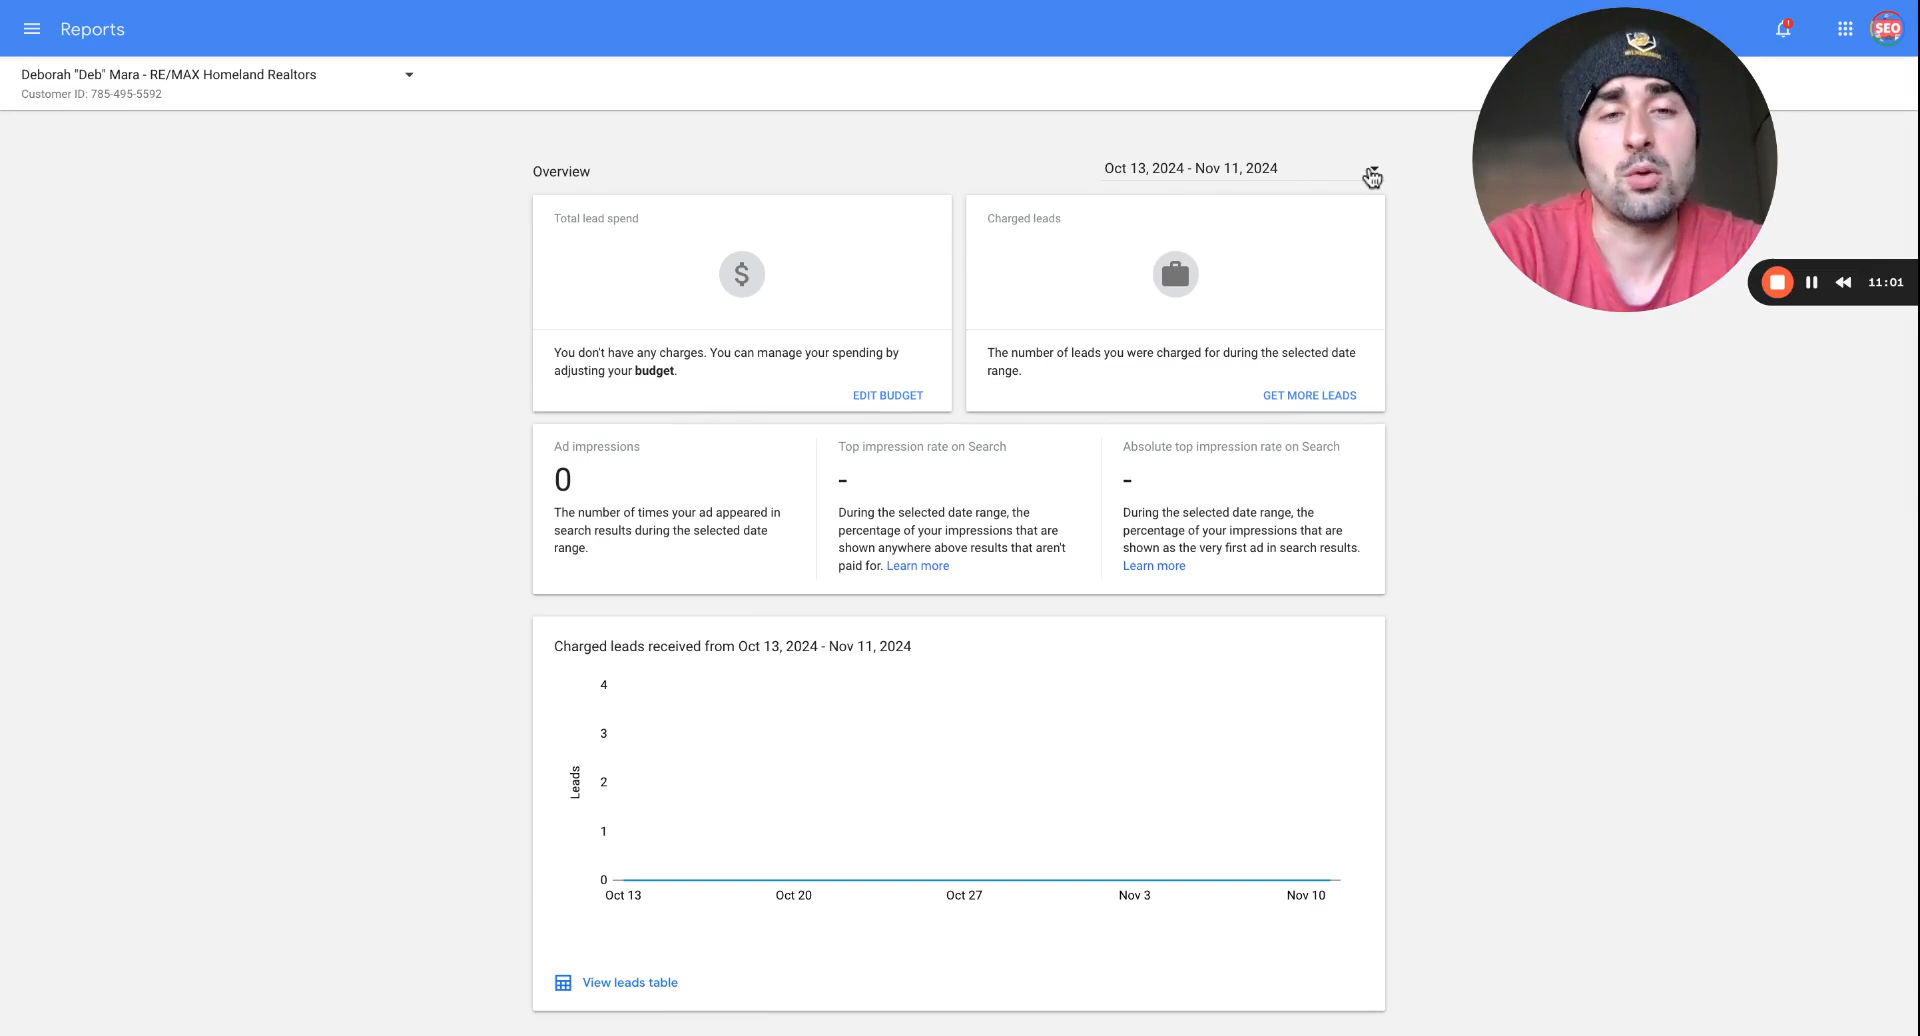 Reports
SEO
Deborah "Deb" Mara - RE/MAX Homeland Realtors
Customer ID: 785-495-5592
Overview
Oct 13, 2024 - Nov 11, 2024
11:01
Total lead spend
$
You don't have any charges. You can manage your spending by
adjusting your budget.
EDIT BUDGET
Charged leads
The number of leads you were charged for during the selected date
range.
GET MORE LEADS
Ad impressions
0
The number of times your ad appeared in
search results during the selected date
range.
Top impression rate on Search
-
During the selected date range, the
percentage of your impressions that are
shown anywhere above results that aren't
paid for. Learn more
Absolute top impression rate on Search
-
During the selected date range, the
percentage of your impressions that are
shown as the very first ad in search results.
Learn more
Charged leads received from Oct 13, 2024 - Nov 11, 2024
Leads
4
3
2
1
0
Oct 13 Oct 20 Oct 27 Nov 3 Nov 10
View leads table